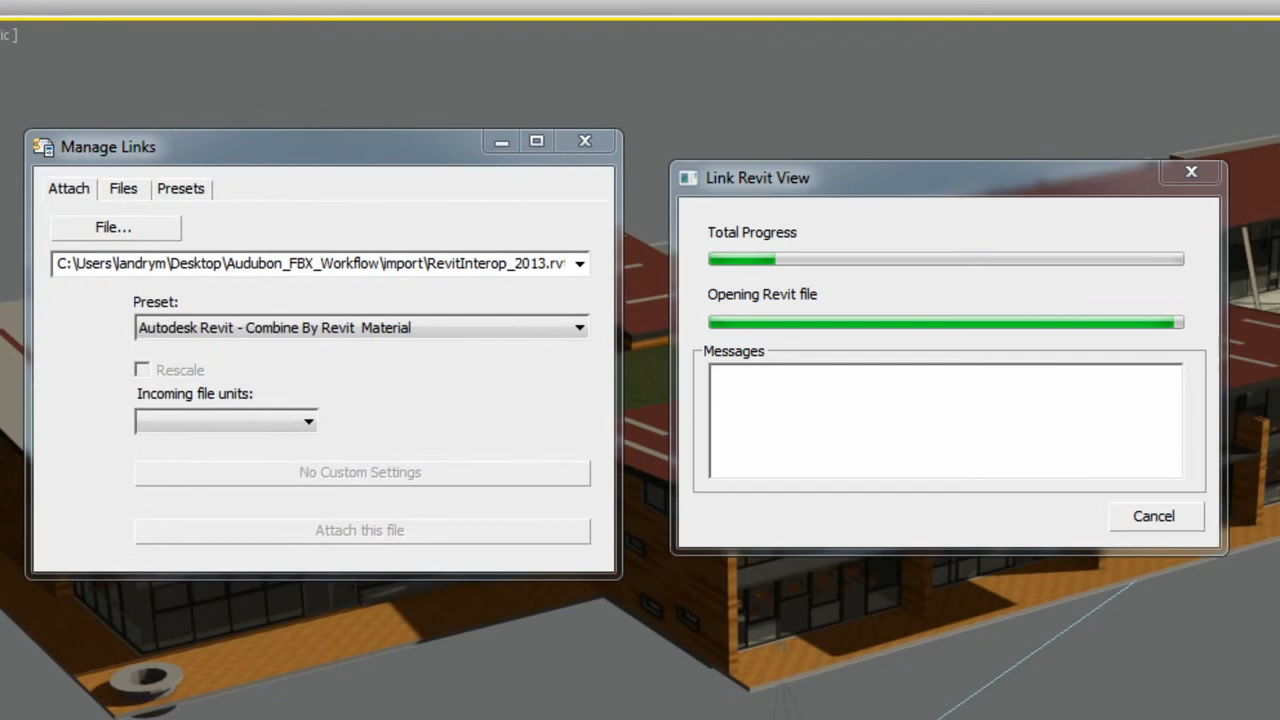 ic ]
Manage Links
Attach
Files
Presets
File...
C:\Users\landrym\Desktop\Audubon_FBX_Workflow\import\RevitInterop_2013.rvt
Preset:
Autodesk Revit - Combine By Revit Material
Rescale
Incoming file units:
No Custom Settings
Attach this file
Link Revit View
Total Progress
Opening Revit file
Messages
Cancel